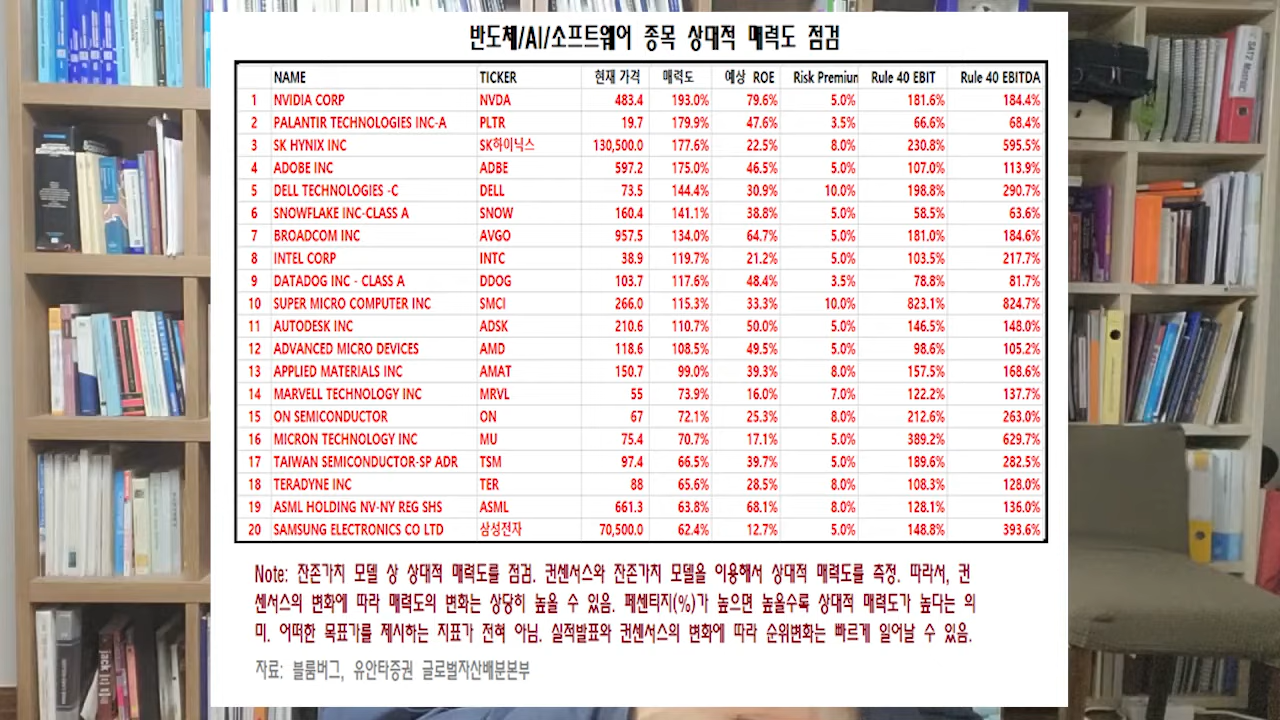 반도체/AI/소프트웨어 종목 상대적 매력도 점검
NAME TICKER 현재 가격 매력도 예상 ROE Risk Premiun Rule 40 EBIT Rule 40 EBITDA
1 NVIDIA CORP NVDA 483.4 193.0% 79.6% 5.0% 181.6% 184.4%
2 PALANTIR TECHNOLOGIES INC-A PLTR 19.7 179.9% 47.6% 3.5% 66.6% 68.4%
3 SK HYNIX INC SK하이닉스 130,500.0 177.6% 22.5% 8.0% 230.8% 595.5%
4 ADOBE INC ADBE 597.2 175.0% 46.5% 5.0% 107.0% 113.9%
5 DELL TECHNOLOGIES -C DELL 73.5 144.4% 30.9% 10.0% 198.8% 290.7%
6 SNOWFLAKE INC-CLASS A SNOW 160.4 141.1% 38.8% 5.0% 58.5% 63.6%
7 BROADCOM INC AVGO 957.5 134.0% 64.7% 5.0% 181.0% 184.6%
8 INTEL CORP INTC 38.9 119.7% 21.2% 5.0% 103.5% 217.7%
9 DATADOG INC - CLASS A DDOG 103.7 117.6% 48.4% 3.5% 78.8% 81.7%
10 SUPER MICRO COMPUTER INC SMCI 266.0 115.3% 33.3% 10.0% 823.1% 824.7%
11 AUTODESK INC ADSK 210.6 110.7% 50.0% 5.0% 146.5% 148.0%
12 ADVANCED MICRO DEVICES AMD 118.6 108.5% 49.5% 5.0% 98.6% 105.2%
13 APPLIED MATERIALS INC AMAT 150.7 99.0% 39.3% 8.0% 157.5% 168.6%
14 MARVELL TECHNOLOGY INC MRVL 55 73.9% 16.0% 7.0% 122.2% 137.7%
15 ON SEMICONDUCTOR ON 67 72.1% 25.3% 8.0% 212.6% 263.0%
16 MICRON TECHNOLOGY INC MU 75.4 70.7% 17.1% 5.0% 389.2% 629.7%
17 TAIWAN SEMICONDUCTOR-SP ADR TSM 97.4 66.5% 39.7% 5.0% 189.6% 282.5%
18 TERADYNE INC TER 88 65.6% 28.5% 8.0% 108.3% 128.0%
19 ASML HOLDING NV-NY REG SHS ASML 661.3 63.8% 68.1% 8.0% 128.1% 136.0%
20 SAMSUNG ELECTRONICS CO LTD 삼성전자 70,500.0 62.4% 12.7% 5.0% 148.8% 393.6%
Note: 잔존가치 모델 상 상대적 매력도를 점검. 컨센서스와 잔존가치 모델을 이용해서 상대적 매력도를 측정. 따라서, 컨
센서스의 변화에 따라 매력도의 변화는 상당히 높을 수 있음. 페센티지(%)가 높으면 높을수록 상대적 매력도가 높다는 의
미. 어떠한 목표가를 제시하는 지표가 전혀 아님. 실적발표와 컨센서스의 변화에 따라 순위변화는 빠르게 일어날 수 있음.
자료: 블룸버그, 유안타증권 글로벌자산배분본부